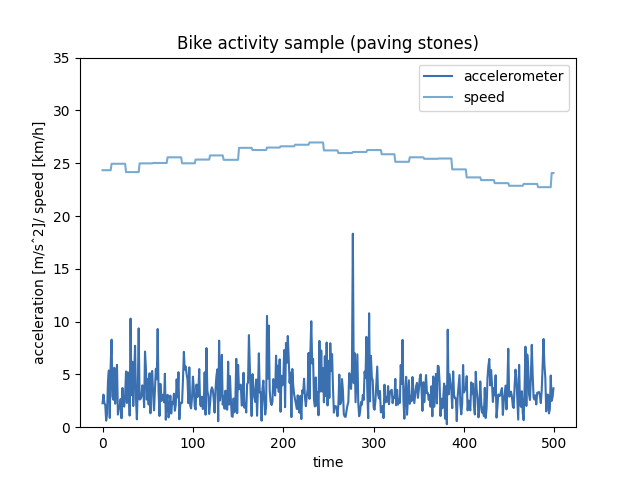 Bike activity sample (paving stones)
accelerometer
speed
35
30
25
20
15
10
5
0
acceleration [m/sˆ2]/ speed [km/h]
0
100
200
300
400
500
time